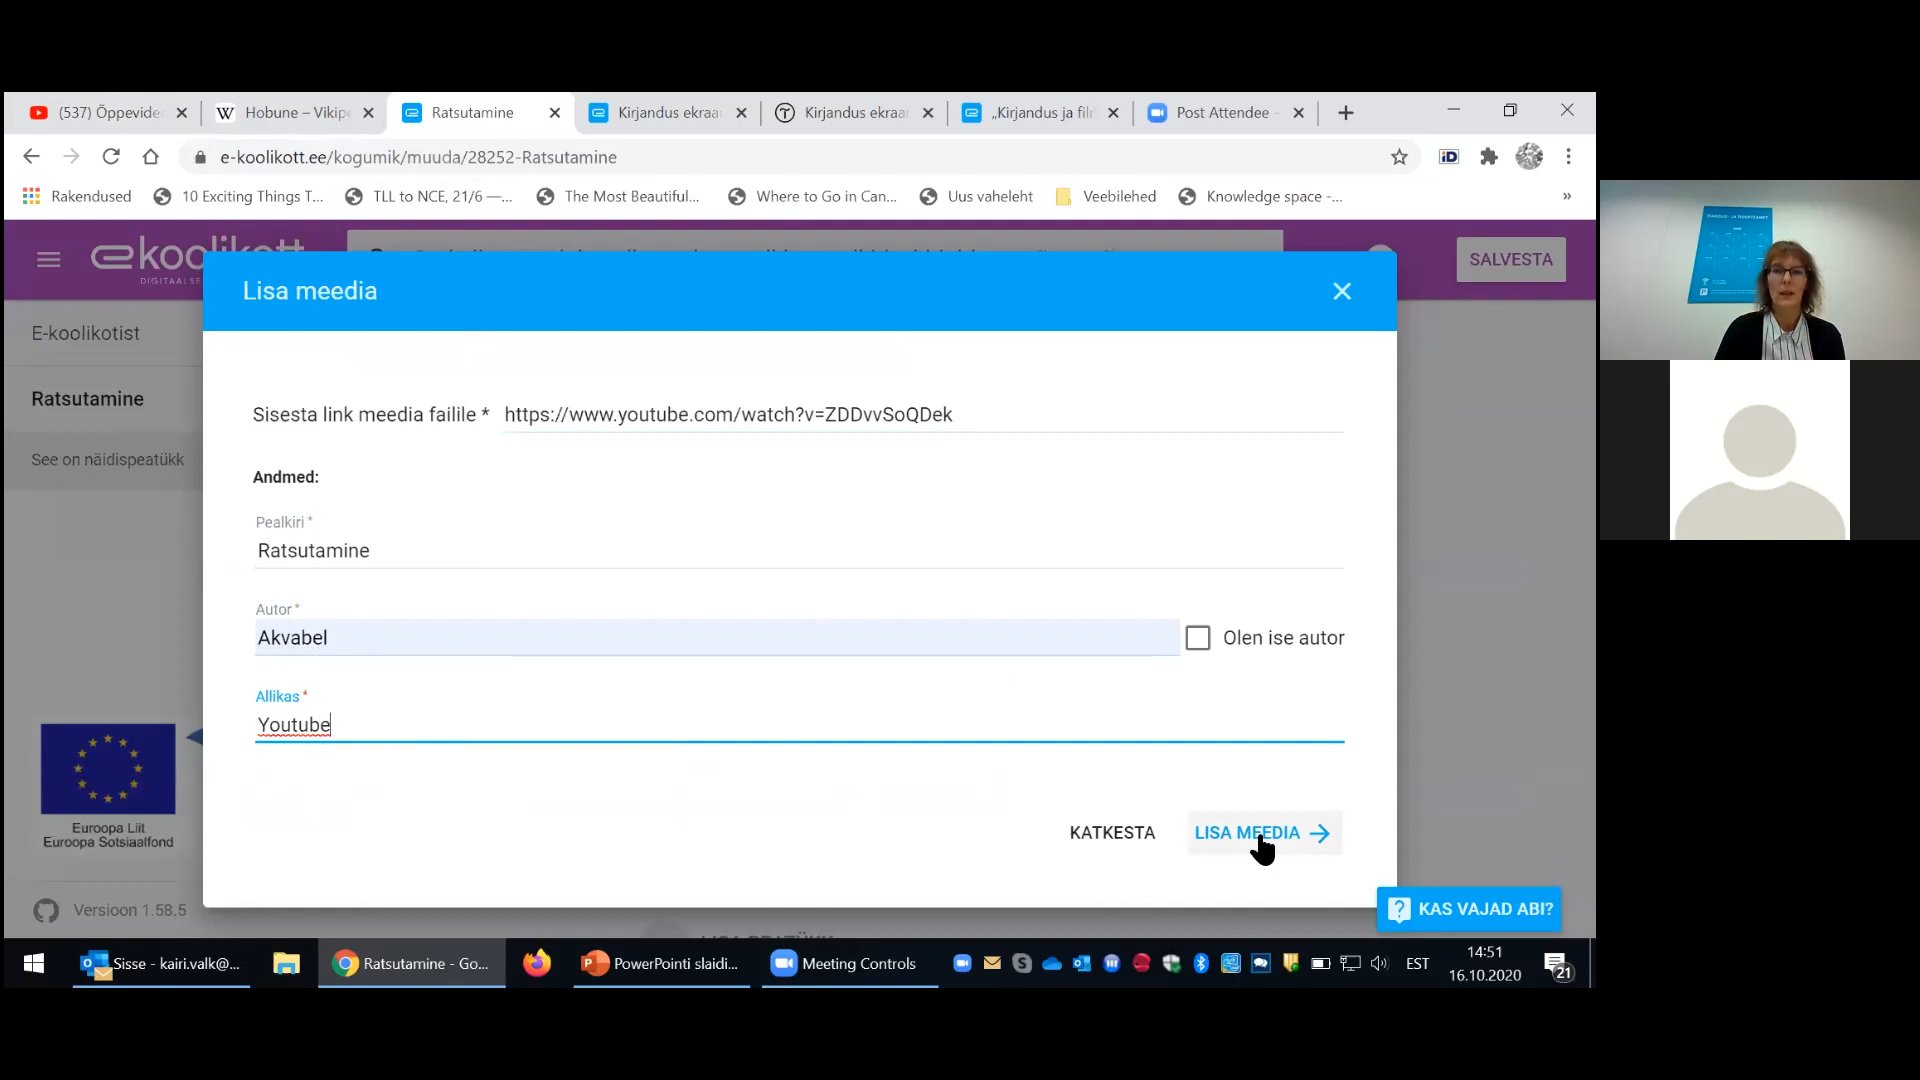 (537) Õppevide
Hobune – Vikipe
Ratsutamine
Kirjandus ekraa
Kirjandus ekraa
„Kirjandus ja film
Post Attendee -
e-koolikott.ee/kogumik/muuda/28252-Ratsutamine
Rakendused
10 Exciting Things T...
TLL to NCE, 21/6 —...
The Most Beautiful...
Where to Go in Can...
Uus vaheleht
Veebilehed
Knowledge space -...
»
SALVESTA
Lisa meedia
E-koolikotist
Ratsutamine
See on näidispeatükk
Sisesta link meedia failile *
https://www.youtube.com/watch?v=ZDDvvSoQDek
Andmed:
Pealkiri *
Ratsutamine
Autor *
Akvabel
Olen ise autor
Allikas *
Youtube
Euroopa Liit
Euroopa Sotsiaalfond
KATKESTA
LISA MEEDIA
Versioon 1.58.5
KAS VAJAD ABI?
Sisse - kairi.valk@...
Ratsutamine - Go...
PowerPointi slaidi...
Meeting Controls
EST
14:51
16.10.2020
21